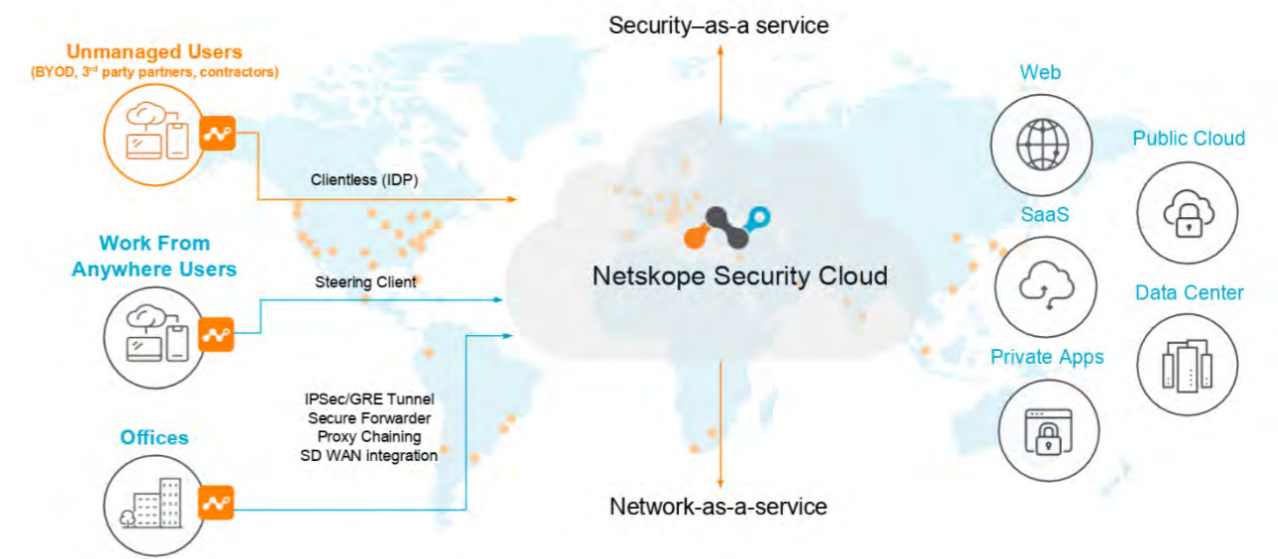 Security–as-a service
Unmanaged Users
(BYOD, 3rd party partners, contractors)
Clientless (IDP)
Work From
Anywhere Users
Steering Client
Offices
IPSec/GRE Tunnel
Secure Forwarder
Proxy Chaining
SD WAN integration
Netskope Security Cloud
Network-as-a-service
Web
Public Cloud
SaaS
Data Center
Private Apps